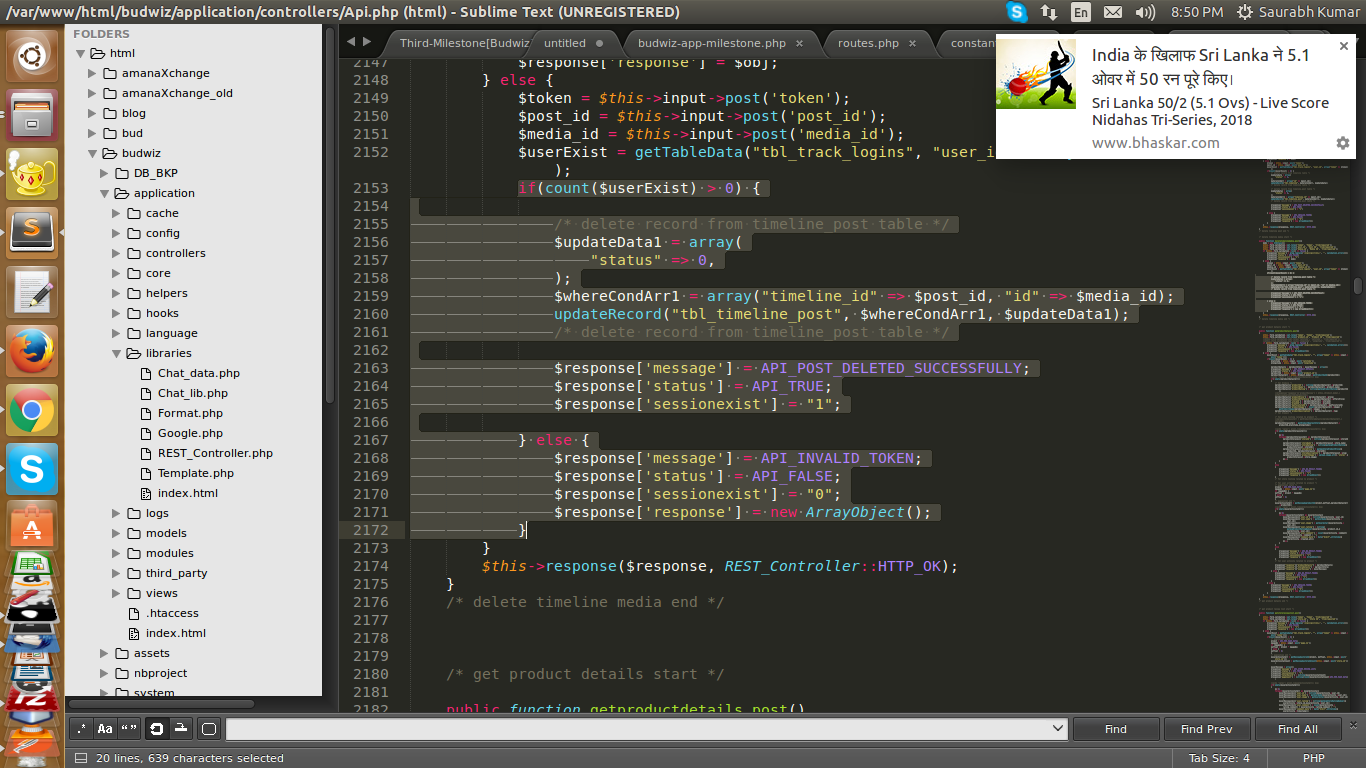 /var/www/html/budwiz/application/controllers/Api.php (html) - Sublime Text (UNREGISTERED)
En
8:50 PM
Saurabh Kumar
FOLDERS
html
amanaXchange
amanaXchange_old
blog
bud
budwiz
DB_BKP
application
cache
config
controllers
core
helpers
hooks
language
libraries
Chat_data.php
Chat_lib.php
Format.php
Google.php
REST_Controller.php
Template.php
index.html
logs
models
modules
third_party
views
.htaccess
index.html
assets
nbproject
system
Third-Milestone[Budwiz
untitled
budwiz-app-milestone.php ×
routes.php ×
constan
India के खिलाफ Sri Lanka ने 5.1
ओवर में 50 रन पूरे किए।
Sri Lanka 50/2 (5.1 Ovs) - Live Score
Nidahas Tri-Series, 2018
www.bhaskar.com
2147 $response['response'] = $obj;
2148 } else {
2149 $token = $this->input->post('token');
2150 $post_id = $this->input->post('post_id');
2151 $media_id = $this->input->post('media_id');
2152 $userExist = getTableData("tbl_track_logins", "user_i
);
2153 if(count($userExist) > 0) {
2154
2155 /* delete record from timeline post table */
2156 $updateData1 = array(
2157 "status" => 0,
2158 );
2159 $whereCondArr1 = array("timeline_id" => $post_id, "id" => $media_id);
2160 updateRecord("tbl_timeline_post", $whereCondArr1, $updateData1);
2161 /* delete record from timeline post table */
2162
2163 $response['message'] = API_POST_DELETED_SUCCESSFULLY;
2164 $response['status'] = API_TRUE;
2165 $response['sessionexist'] = "1";
2166
2167 } else {
2168 $response['message'] = API_INVALID_TOKEN;
2169 $response['status'] = API_FALSE;
2170 $response['sessionexist'] = "0";
2171 $response['response'] = new ArrayObject();
2172 }
2173 }
2174 $this->response($response, REST_Controller::HTTP_OK);
2175 }
2176 /* delete timeline media end */
2177
2178
2179
2180 /* get product details start */
2181
2182 public function getproductdetails_post()
.* Aa “ ”
Find
Find Prev
Find All
20 lines, 639 characters selected
Tab Size: 4
PHP